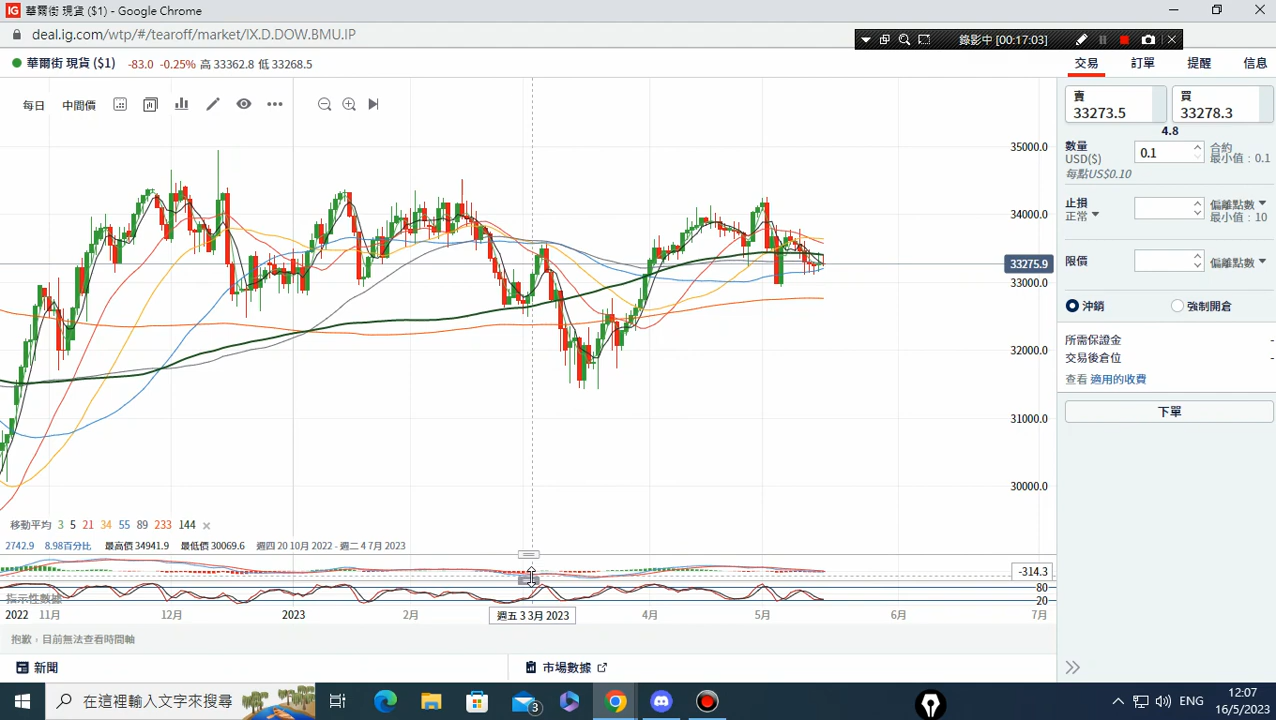 IG 華爾街 現貨 ($1) - Google Chrome
deal.ig.com/wtp/#/tearoff/market/IX.D.DOW.BMU.IP
錄影中 [00:17:03]
華爾街 現貨 ($1) -83.0 -0.25% 高 33362.8 低 33268.5
交易 訂單 提醒 信息
每日 中間價
賣 33273.5
買 33278.3
4.8
數量 USD($) 0.1 合約 最小值 : 0.1
每點US$0.10
止損 正常 偏離點數 最小值 : 10
限價 偏離點數
沖銷 強制開倉
所需保證金 -
交易後倉位 -
查看 適用的收費
下單
35000.0
34000.0
33275.9
33000.0
32000.0
31000.0
30000.0
移動平均 3 5 21 34 55 89 233 144
2742.9 8.98百分比 最高價 34941.9 最低價 30069.6 週四 20 10月 2022 - 週二 4 7月 2023
-314.3
80
20
指示性數據
2022 11月 12月 2023 2月 週五 3 3月 2023 4月 5月 6月 7月
抱歉，目前無法查看時間軸
新聞 市場數據
在這裡輸入文字來搜尋
3
ENG
12:07
16/5/2023